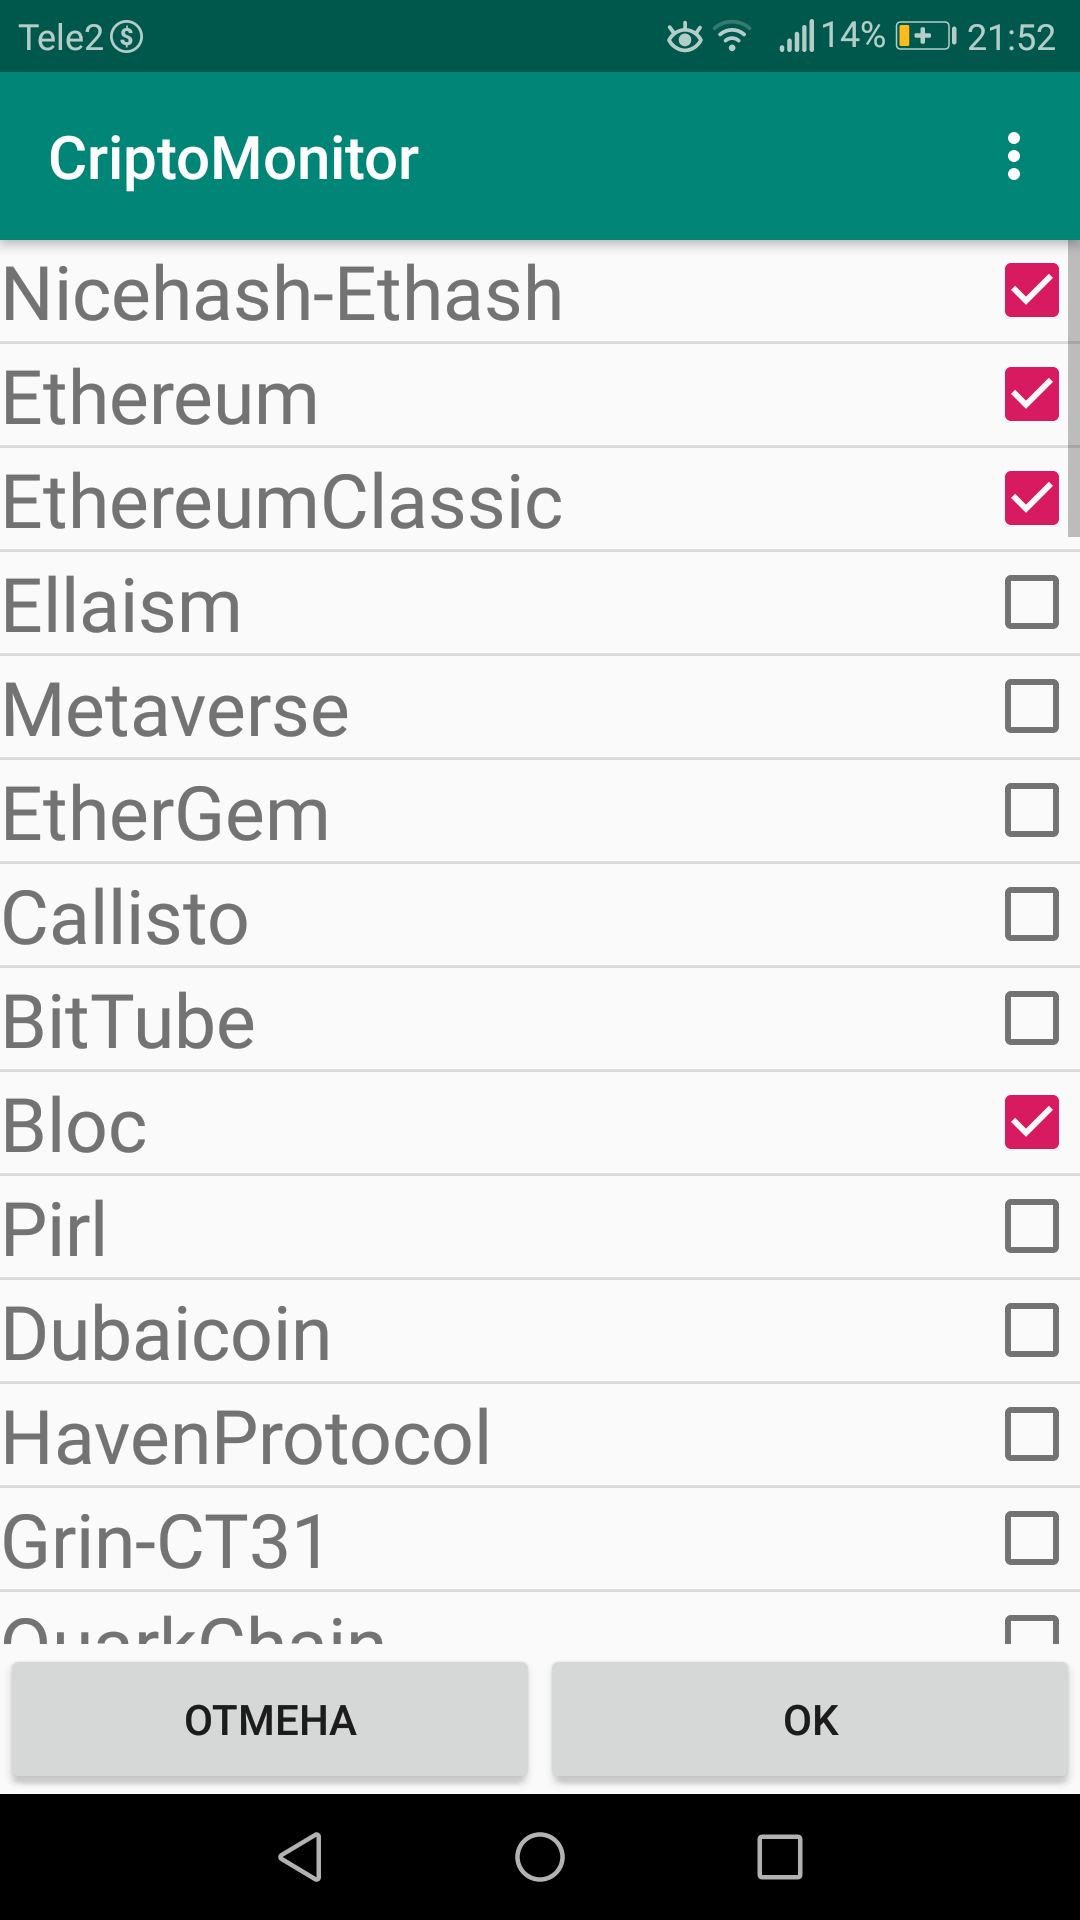 Tele2 14% 21:52
CriptoMonitor
Nicehash-Ethash
Ethereum
EthereumClassic
Ellaism
Metaverse
EtherGem
Callisto
BitTube
Bloc
Pirl
Dubaicoin
HavenProtocol
Grin-CT31
QuarkChain
ОТМЕНА OK